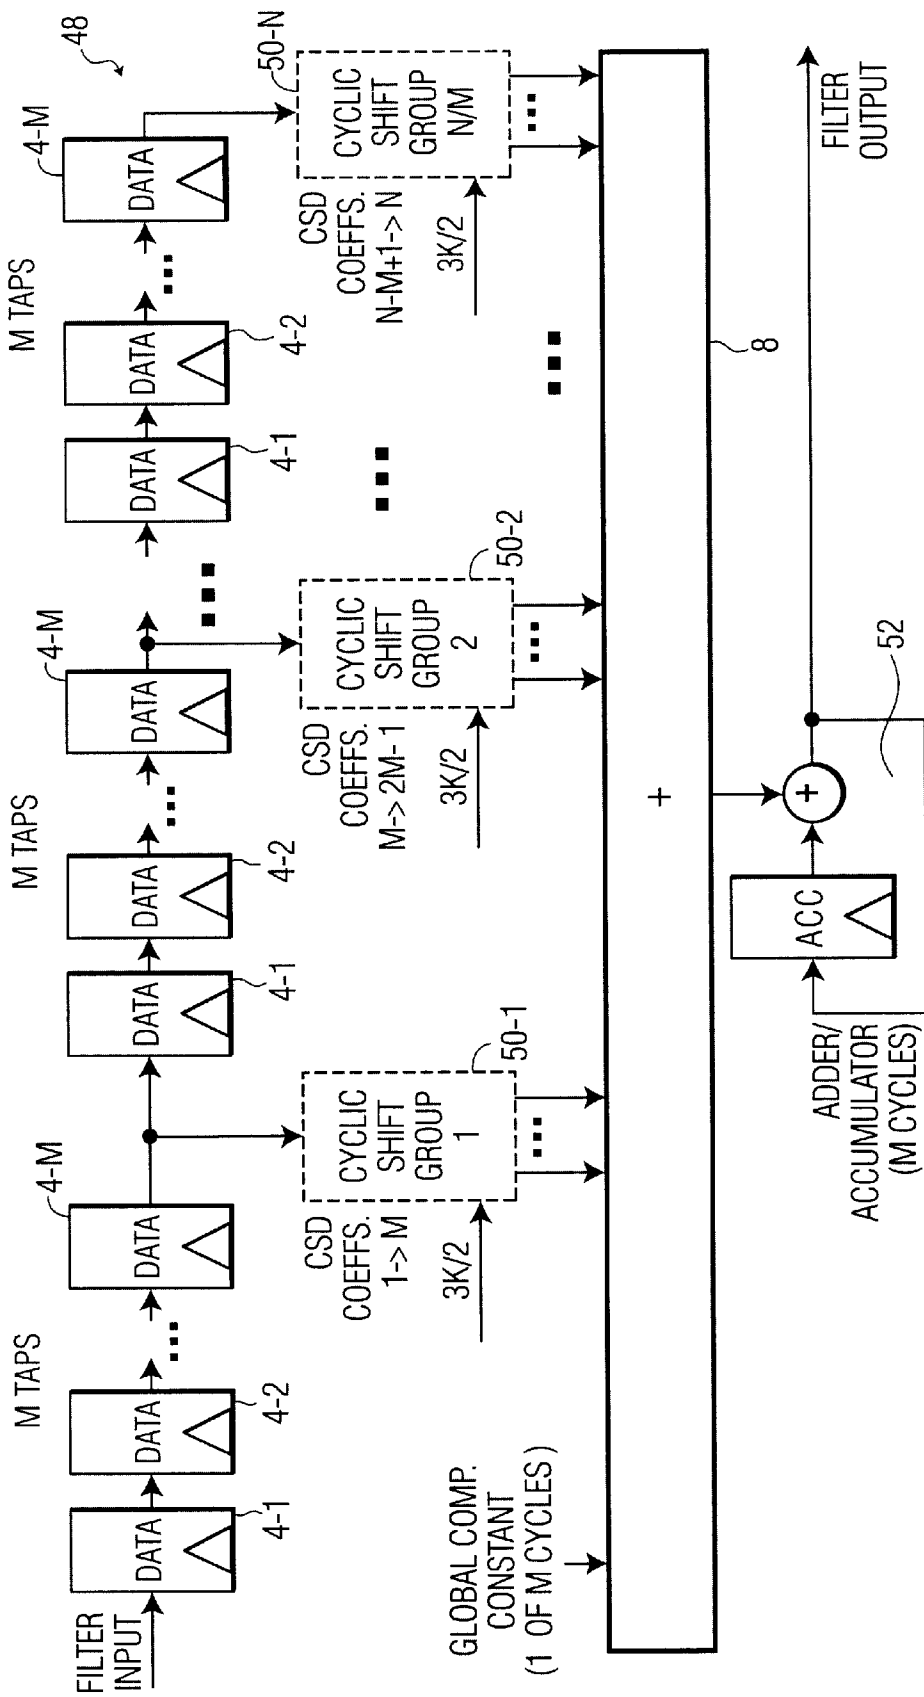 48
M TAPS
M TAPS
M TAPS
FILTER
INPUT
DATA
4-1
DATA
4-2
DATA
4-M
DATA
4-1
DATA
4-2
DATA
4-M
DATA
4-1
DATA
4-2
DATA
4-M
CSD
COEFFS.
1->M
3K/2
CYCLIC
SHIFT
GROUP
1
50-1
CSD
COEFFS.
M->2M-1
3K/2
CYCLIC
SHIFT
GROUP
2
50-2
CSD
COEFFS.
N-M+1->N
3K/2
CYCLIC
SHIFT
GROUP
N/M
50-N
GLOBAL COMP.
CONSTANT
(1 OF M CYCLES)
+
8
ADDER/
ACCUMULATOR
(M CYCLES)
ACC
+
52
FILTER
OUTPUT